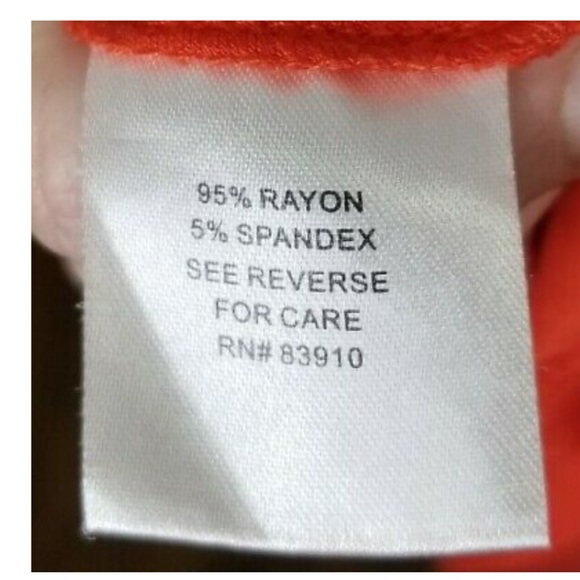 95% RAYON
5% SPANDEX
SEE REVERSE
FOR CARE
RN# 83910